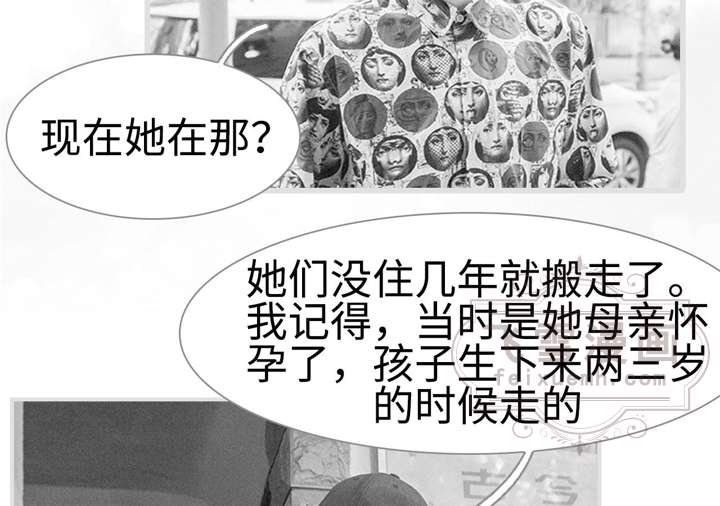 现在她在那?
她们没住几年就搬走了。
我记得，当时是她母亲怀
孕了，孩子生下来两三岁
的时候走的
feixuemh.com
古今